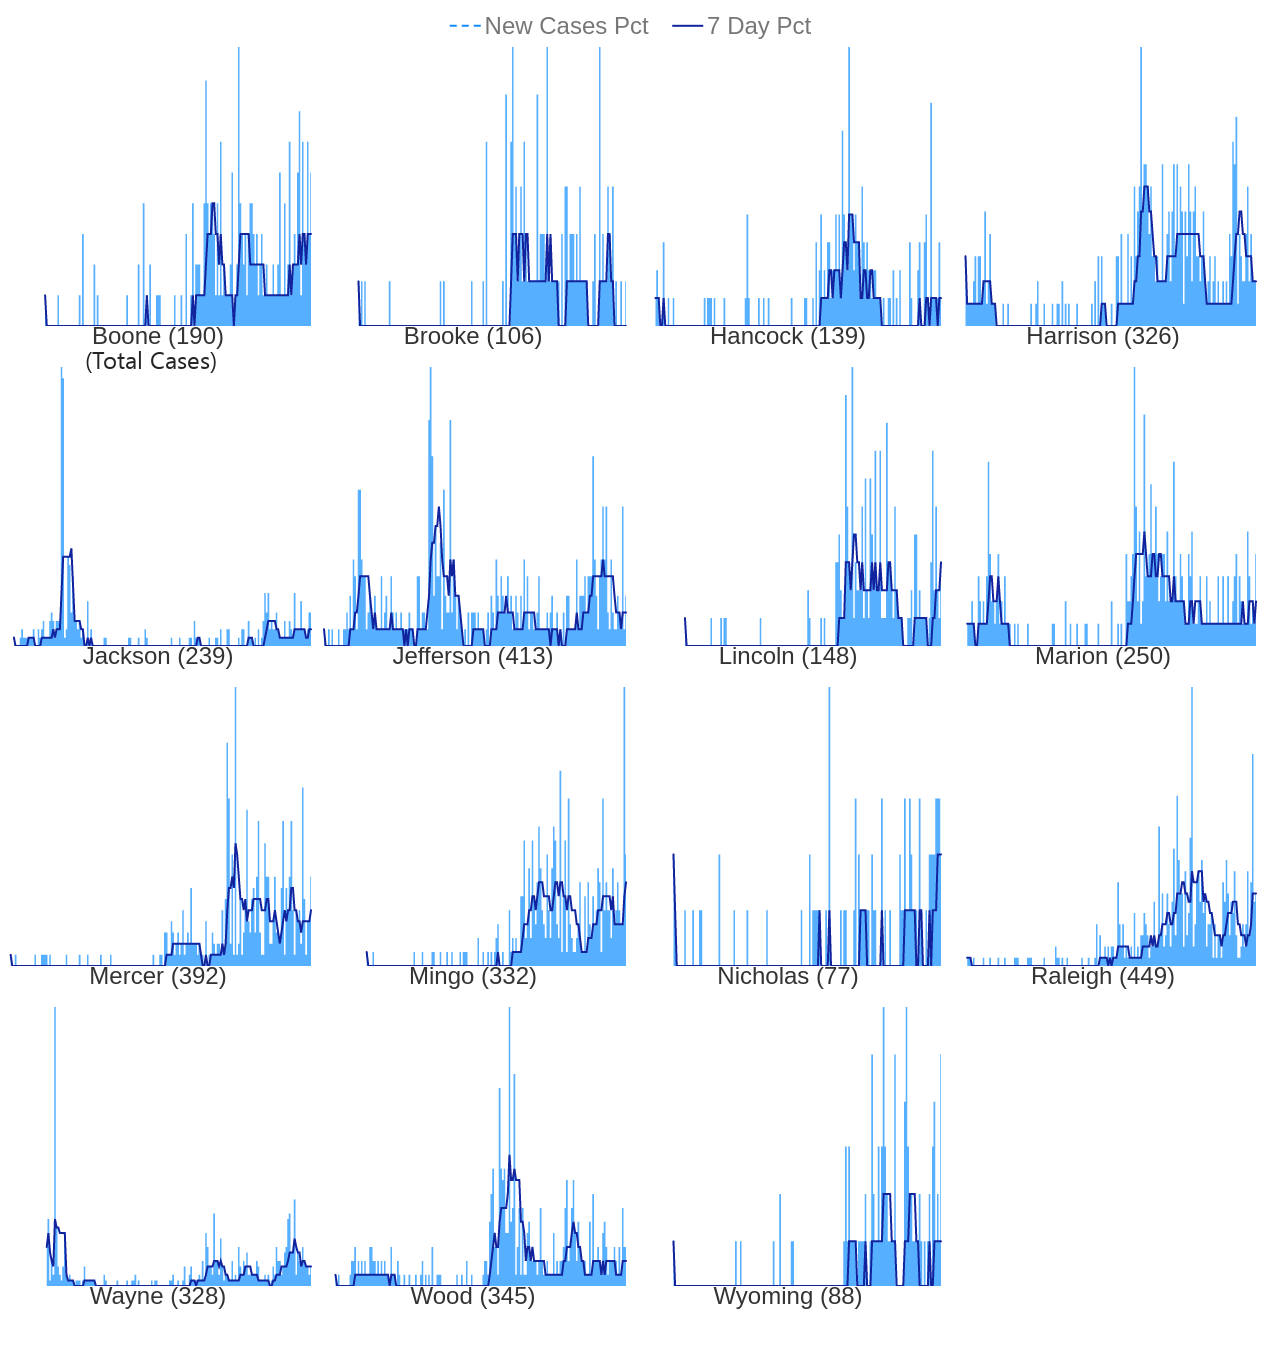 New Cases Pct 7 Day Pct
Boone (190) Brooke (106) Hancock (139) Harrison (326)
(Total Cases)
Jackson (239) Jefferson (413) Lincoln (148) Marion (250)
Mercer (392) Mingo (332) Nicholas (77) Raleigh (449)
Wayne (328) Wood (345) Wyoming (88)